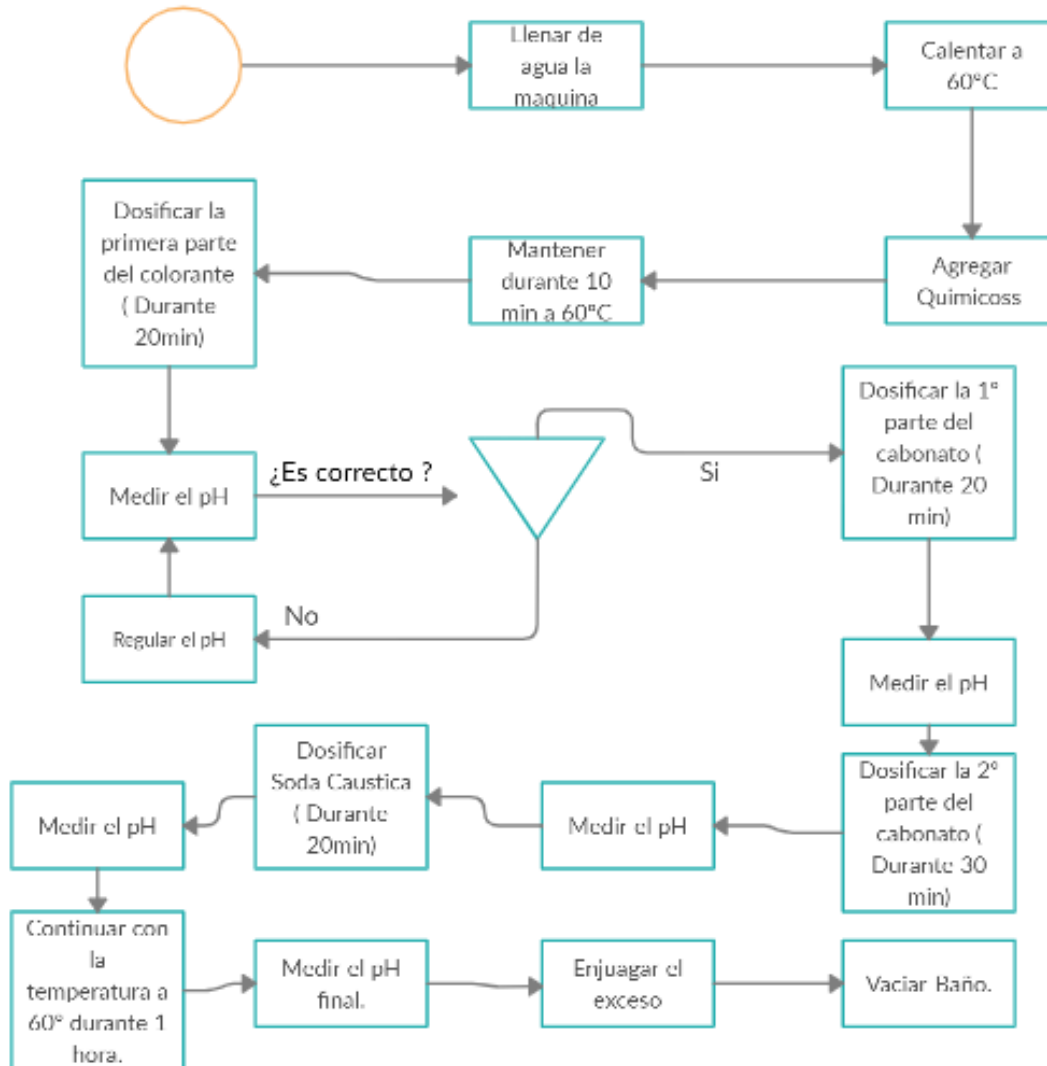 Llenar de
agua la
maquina
Calentar a
60°C
Agregar
Quimicoss
Mantener
durante 10
min a 60°C
Dosificar la
primera parte
del colorante
( Durante
20min)
Medir el pH
¿Es correcto ?
Si
No
Regular el pH
Dosificar la 1°
parte del
cabonato (
Durante 20
min)
Medir el pH
Dosificar la 2°
parte del
cabonato (
Durante 30
min)
Medir el pH
Dosificar
Soda Caustica
( Durante
20min)
Medir el pH
Continuar con
la
temperatura a
60° durante 1
hora.
Medir el pH
final.
Enjuagar el
exceso
Vaciar Baño.